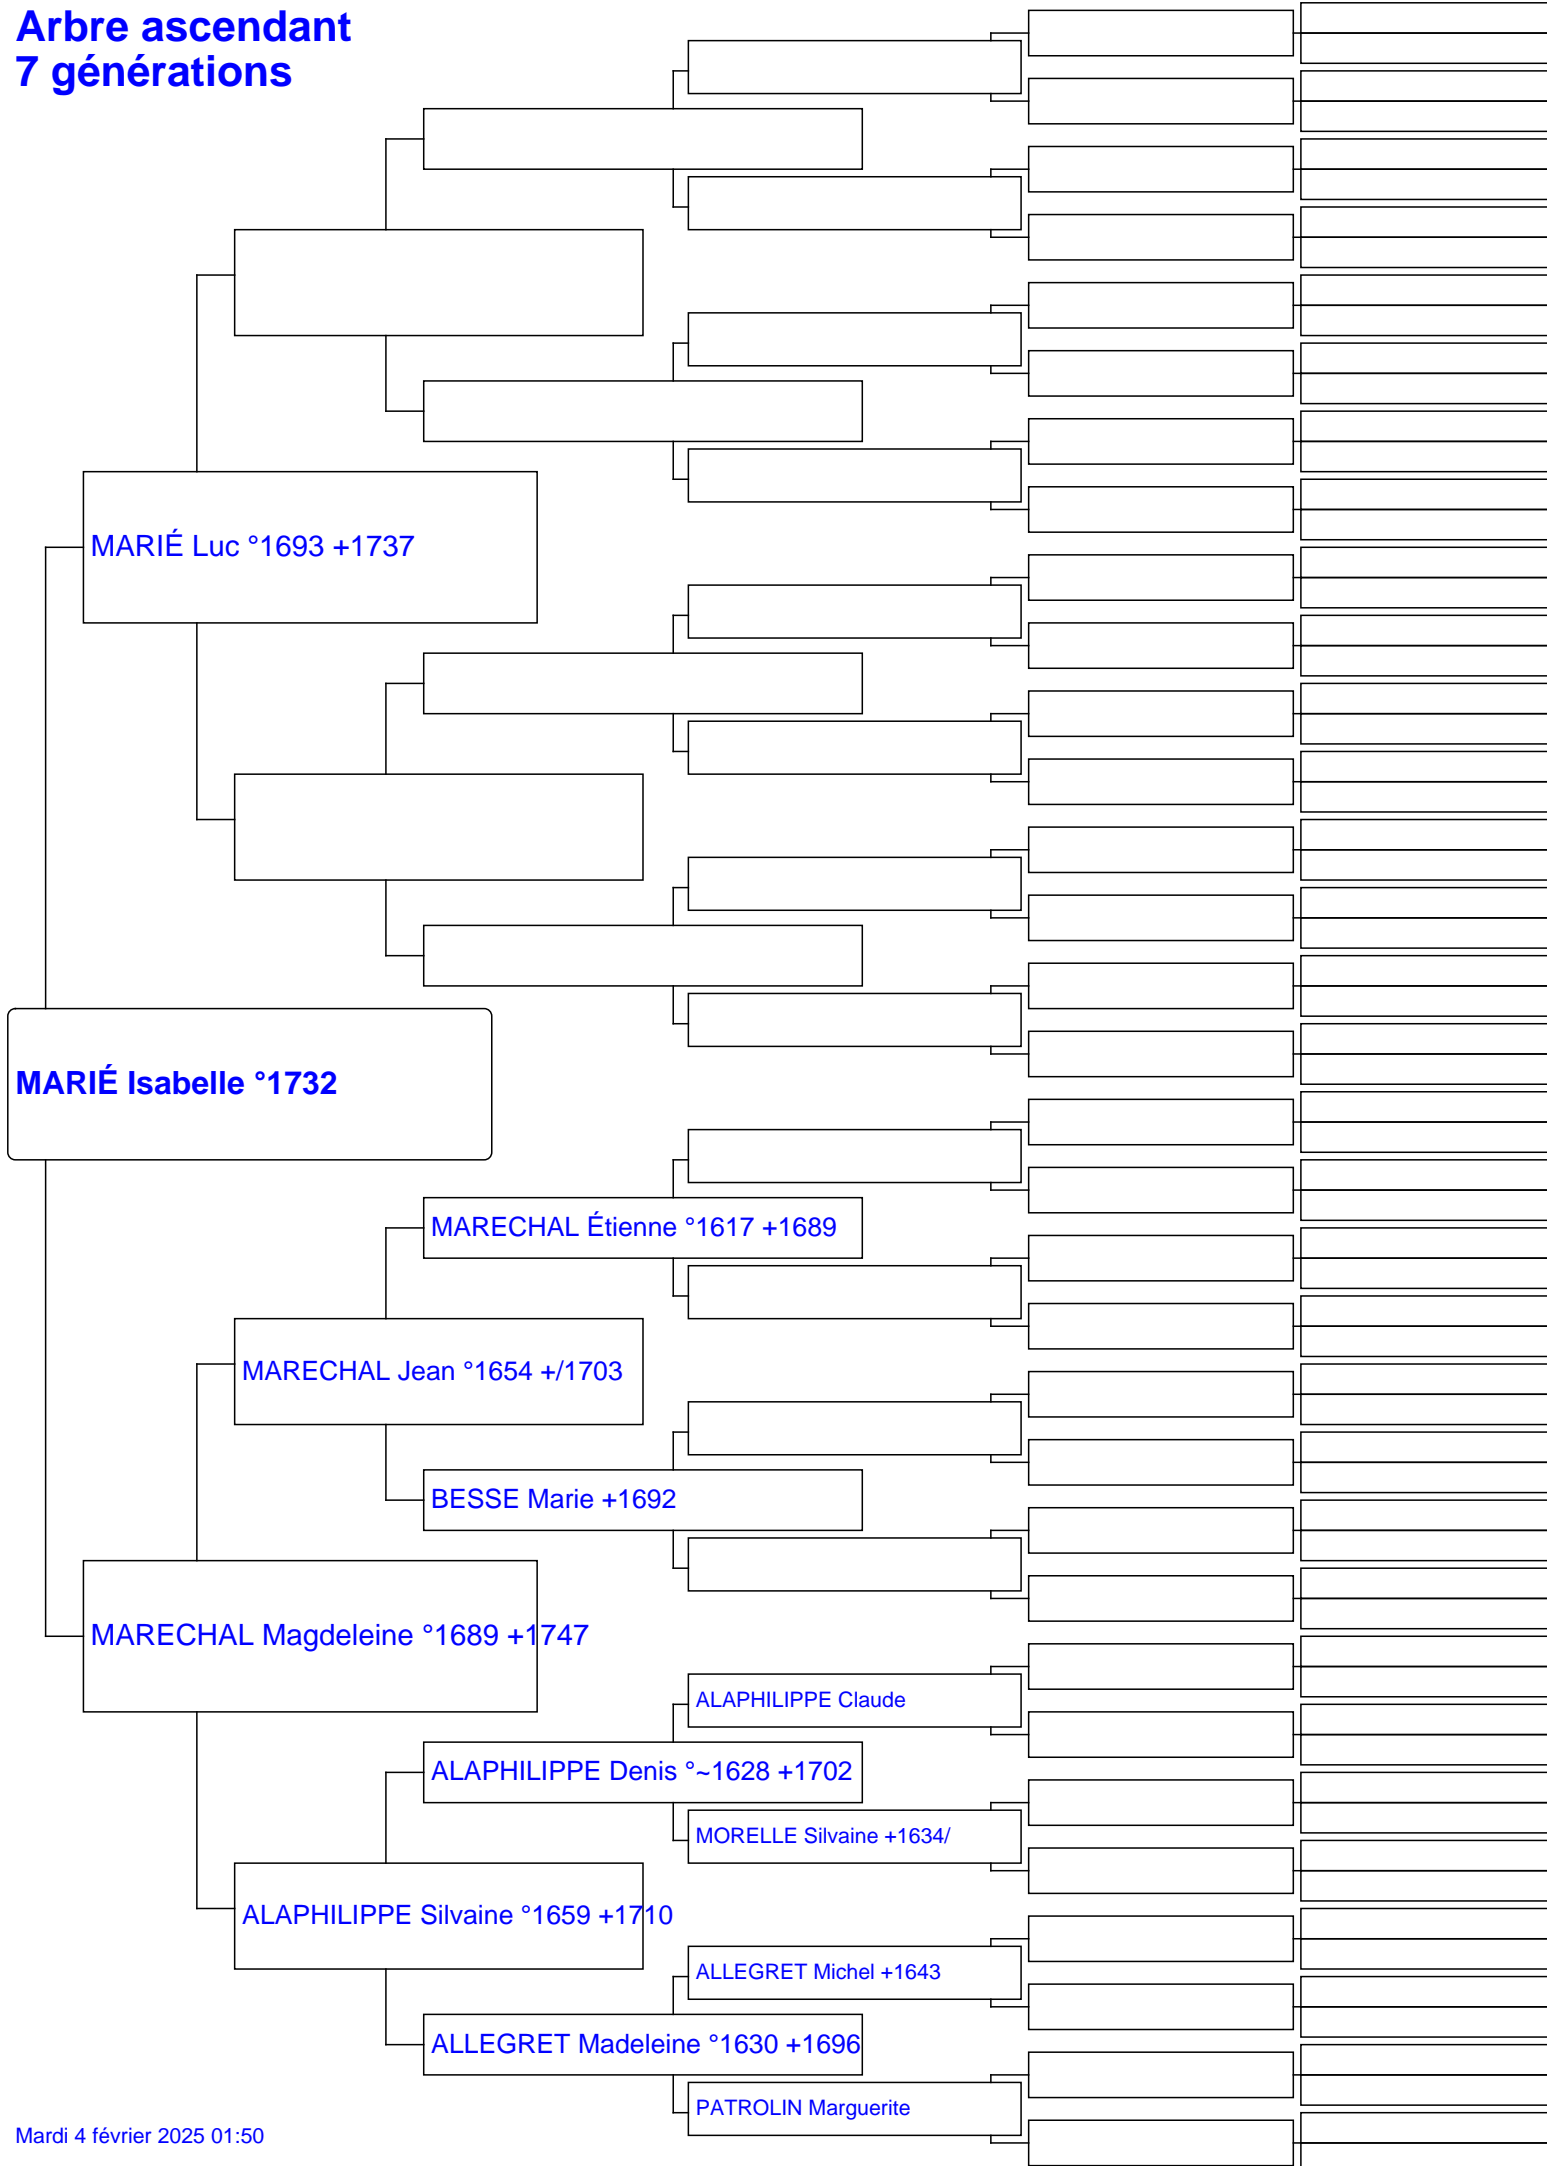 Arbre ascendant
7 générations
MARIÉ Luc °1693 +1737
MARIÉ Isabelle °1732
MARECHAL Étienne °1617 +1689
MARECHAL Jean °1654 +/1703
BESSE Marie +1692
MARECHAL Magdeleine °1689 +1747
ALAPHILIPPE Claude
ALAPHILIPPE Denis °~1628 +1702
MORELLE Silvaine +1634/
ALAPHILIPPE Silvaine °1659 +1710
ALLEGRET Michel +1643
ALLEGRET Madeleine °1630 +1696
PATROLIN Marguerite
Mardi 4 février 2025 01:50